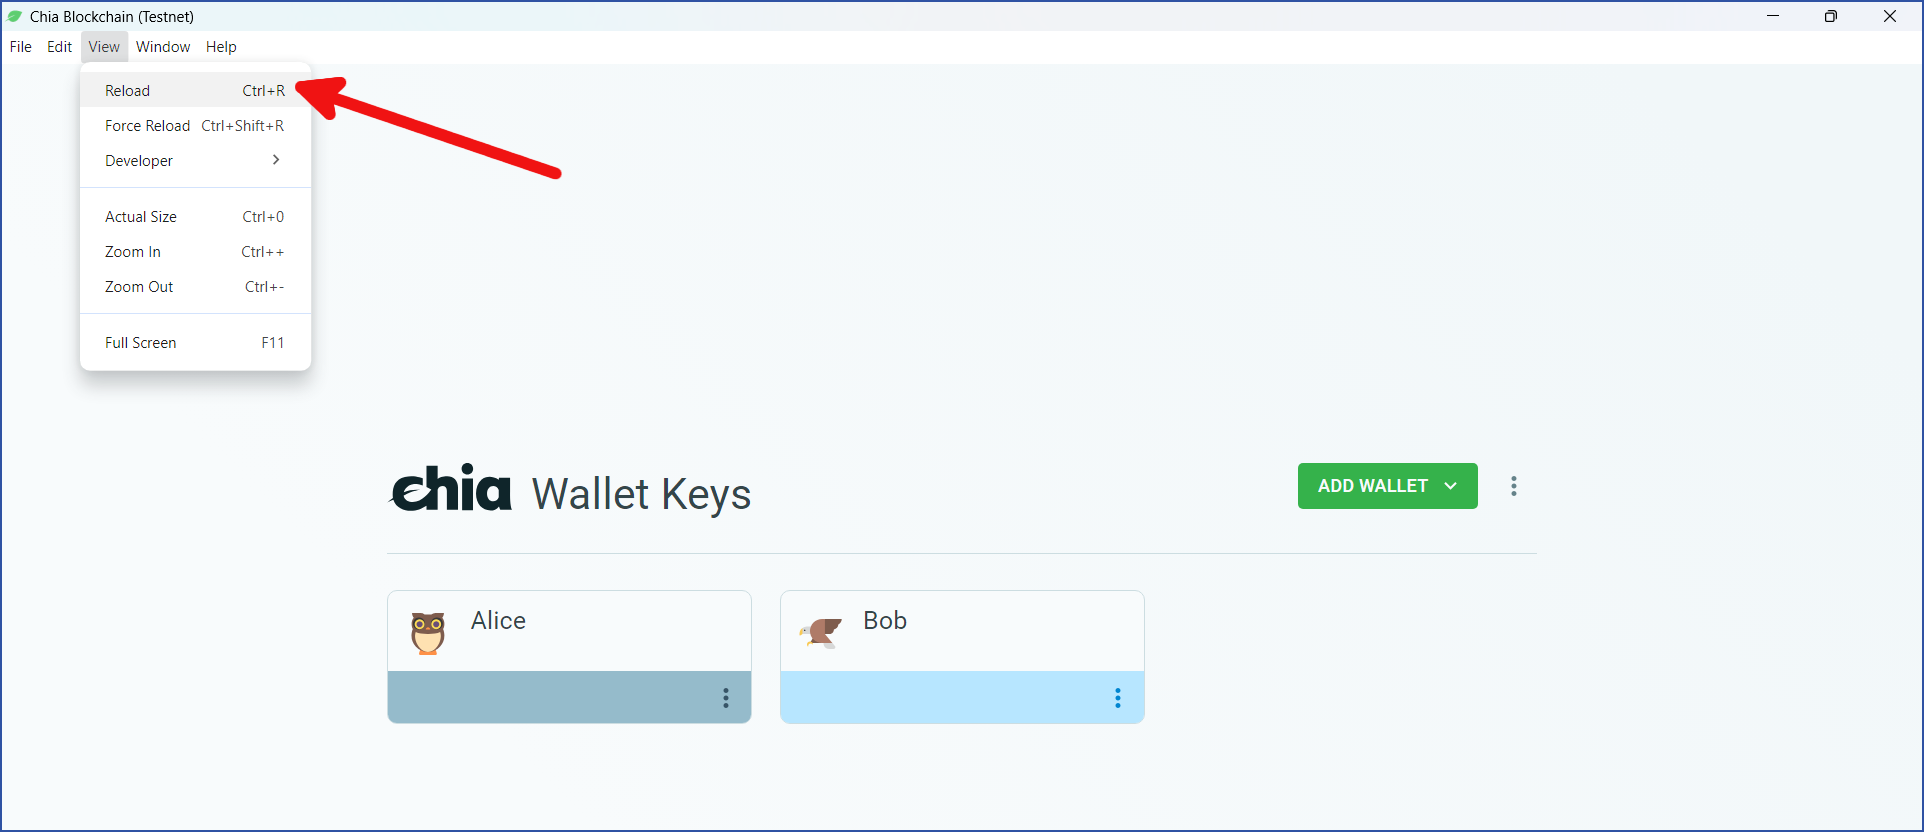 Chia Blockchain (Testnet)
File Edit View Window Help
Reload Ctrl+R
Force Reload Ctrl+Shift+R
Developer
Actual Size Ctrl+0
Zoom In Ctrl++
Zoom Out Ctrl+-
Full Screen F11
chia Wallet Keys
ADD WALLET
Alice
Bob